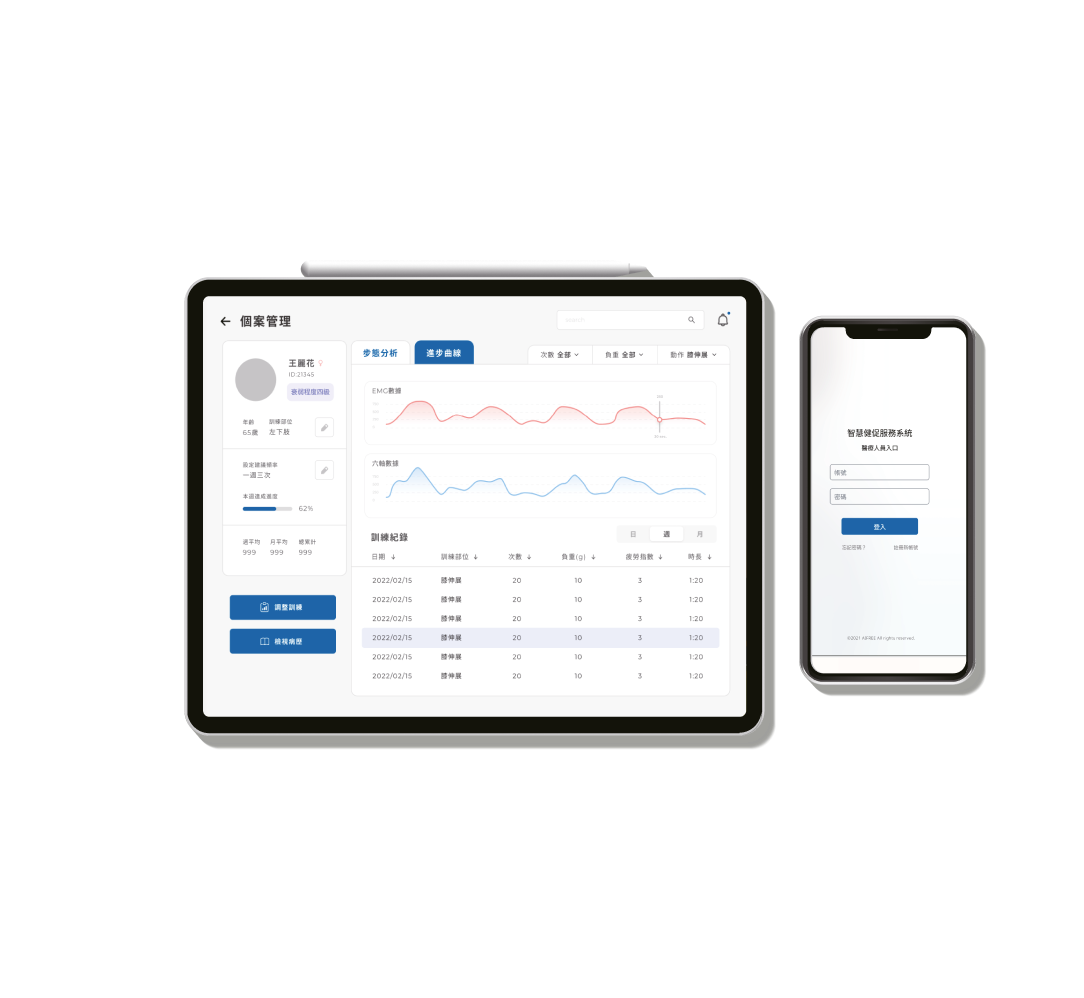 個案管理
王麗花
ID:21345
衰弱程度四級
年齡 訓練部位
65歲 左下肢
設定建議頻率
一週三次
本週達成進度
62%
週平均 月平均 總累計
999 999 999
調整訓練
檢視病歷
步態分析 進步曲線
次數 全部 負重 全部 動作 膝伸展
EMG數據
六軸數據
訓練紀錄
日 週 月
日期 訓練部位 次數 負重(g) 疲勞指數 時長
2022/02/15 膝伸展 20 10 3 1:20
2022/02/15 膝伸展 20 10 3 1:20
2022/02/15 膝伸展 20 10 3 1:20
2022/02/15 膝伸展 20 10 3 1:20
2022/02/15 膝伸展 20 10 3 1:20
2022/02/15 膝伸展 20 10 3 1:20
智慧健促服務系統
醫療人員入口
帳號
密碼
登入
忘記密碼？ 註冊新帳號
©2021 AIFREE All rights reserved.